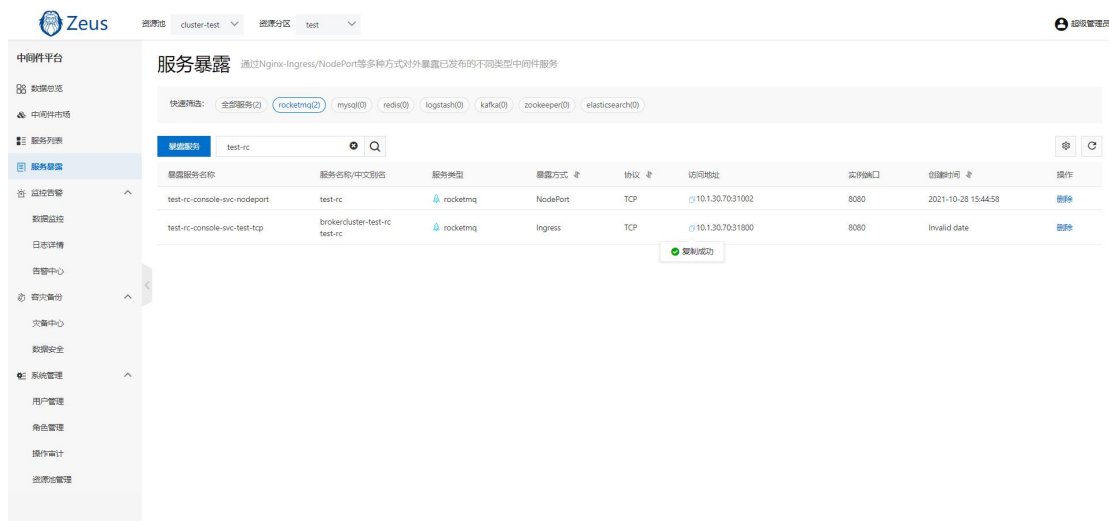 Zeus 资源池 cluster-test 资源分区 test 超级管理员
中间件平台
数据总览
中间件市场
服务列表
服务暴露
监控告警
数据监控
日志详情
告警中心
容灾备份
灾备中心
数据安全
系统管理
用户管理
角色管理
操作审计
资源池管理
服务暴露 通过Nginx-Ingress/NodePort等多种方式对外暴露已发布的不同类型中间件服务
快速筛选: 全部服务(2) rocketmq(2) mysql(0) redis(0) logstash(0) kafka(0) zookeeper(0) elasticsearch(0)
暴露服务 test-rc
暴露服务名称 服务名称/中文别名 服务类型 暴露方式 协议 访问地址 实例端口 创建时间 操作
test-rc-console-svc-nodeport test-rc rocketmq NodePort TCP 10.1.30.70:31002 8080 2021-10-28 15:44:58 删除
test-rc-console-svc-test-tcp brokercluster-test-rc rocketmq Ingress TCP 10.1.30.70:31800 8080 Invalid date 删除
test-rc
复制成功